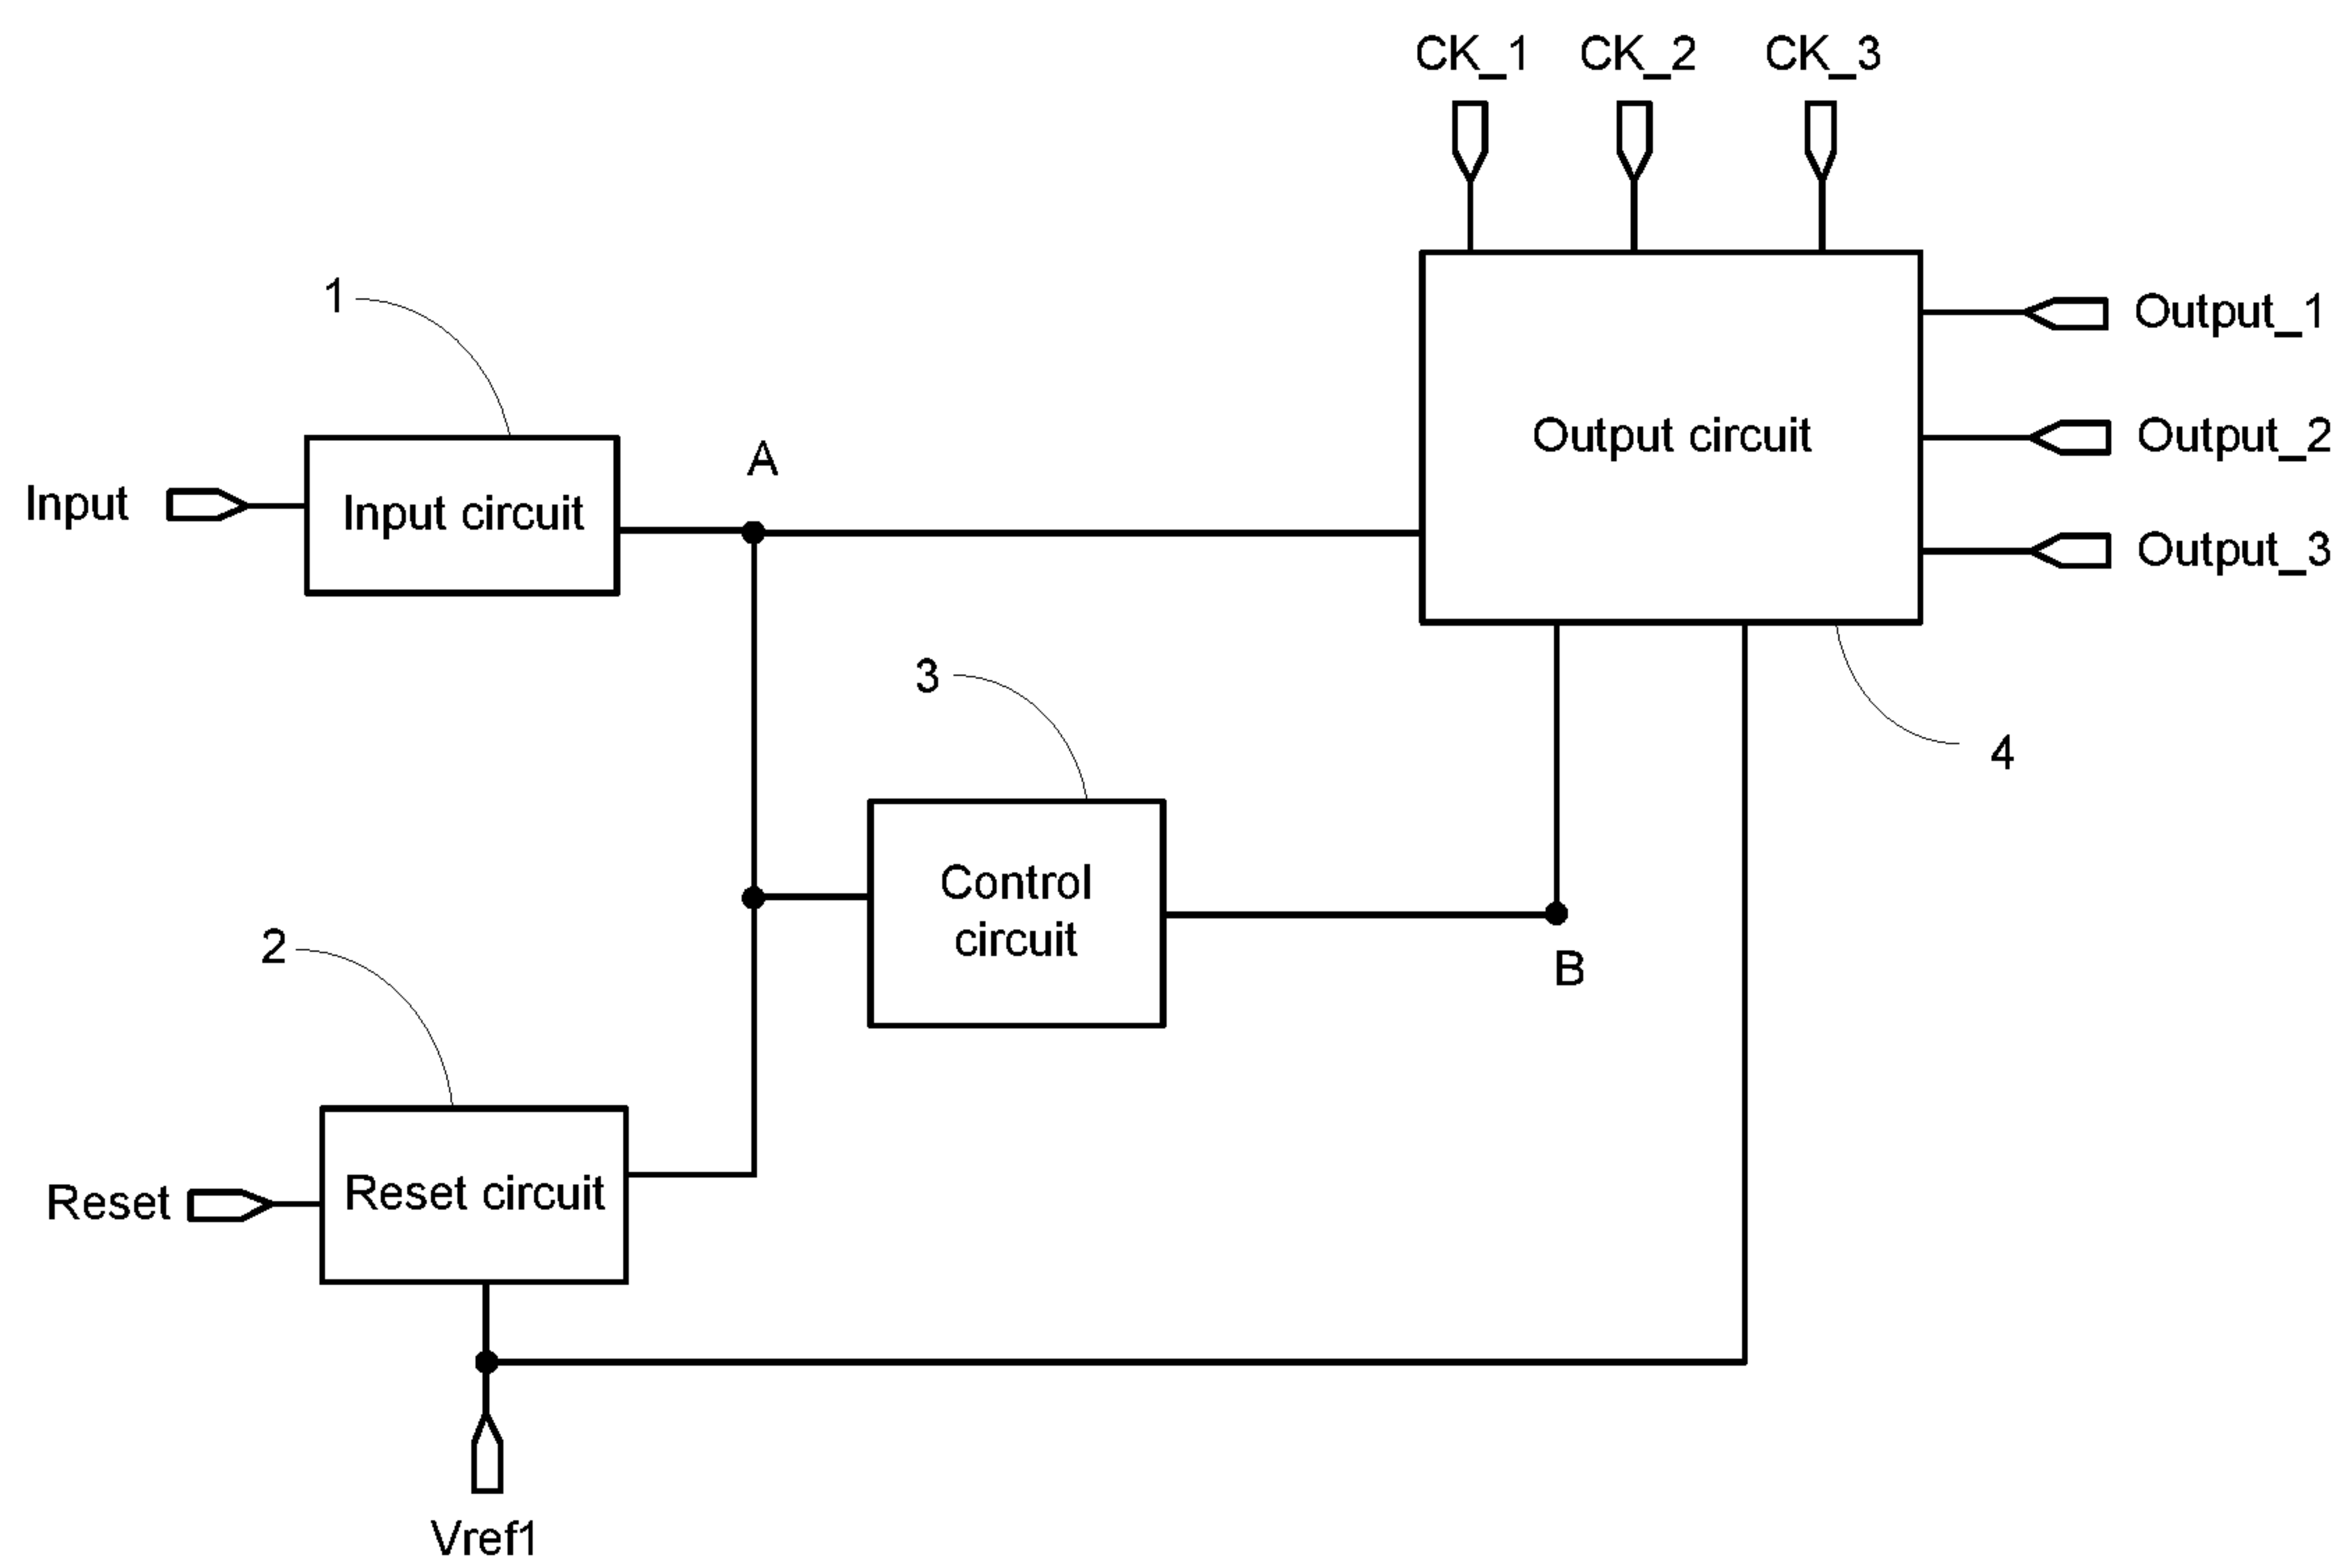 CK_1 CK_2 CK_3
1
Output_1
Input
Input circuit
A
Output circuit
Output_2
Output_3
3
4
2
Control
circuit
B
Reset
Reset circuit
Vref1